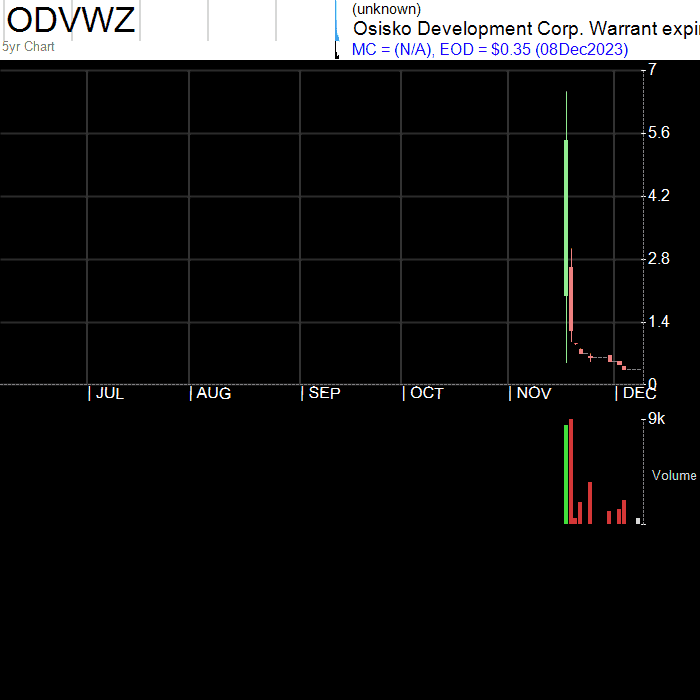 ODVWZ
5yr Chart
(unknown)
Osisko Development Corp. Warrant expi
MC = (N/A), EOD = $0.35 (08Dec2023)
7
5.6
4.2
2.8
1.4
0
| JUL | AUG | SEP | OCT | NOV | DEC
9k
Volume